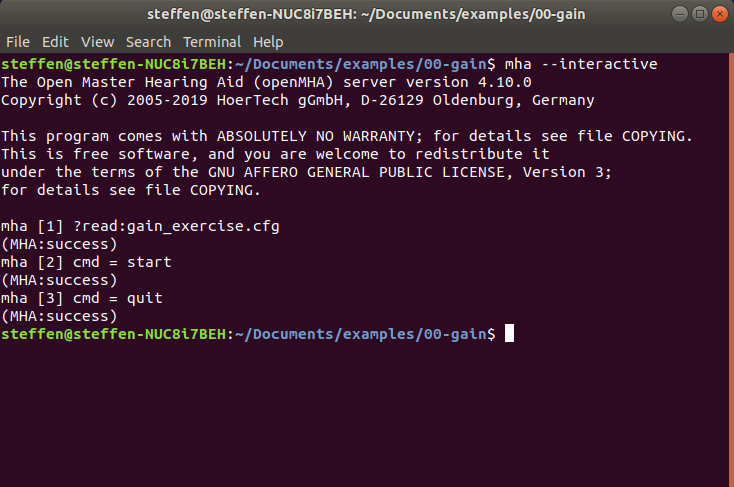 steffen@steffen-NUC8i7BEH: ~/Documents/examples/00-gain
File Edit View Search Terminal Help
steffen@steffen-NUC8i7BEH:~/Documents/examples/00-gain$ mha --interactive
The Open Master Hearing Aid (openMHA) server version 4.10.0
Copyright (c) 2005-2019 HoerTech gGmbH, D-26129 Oldenburg, Germany
This program comes with ABSOLUTELY NO WARRANTY; for details see file COPYING.
This is free software, and you are welcome to redistribute it
under the terms of the GNU AFFERO GENERAL PUBLIC LICENSE, Version 3;
for details see file COPYING.
mha [1] ?read:gain_exercise.cfg
(MHA:success)
mha [2] cmd = start
(MHA:success)
mha [3] cmd = quit
(MHA:success)
steffen@steffen-NUC8i7BEH:~/Documents/examples/00-gain$